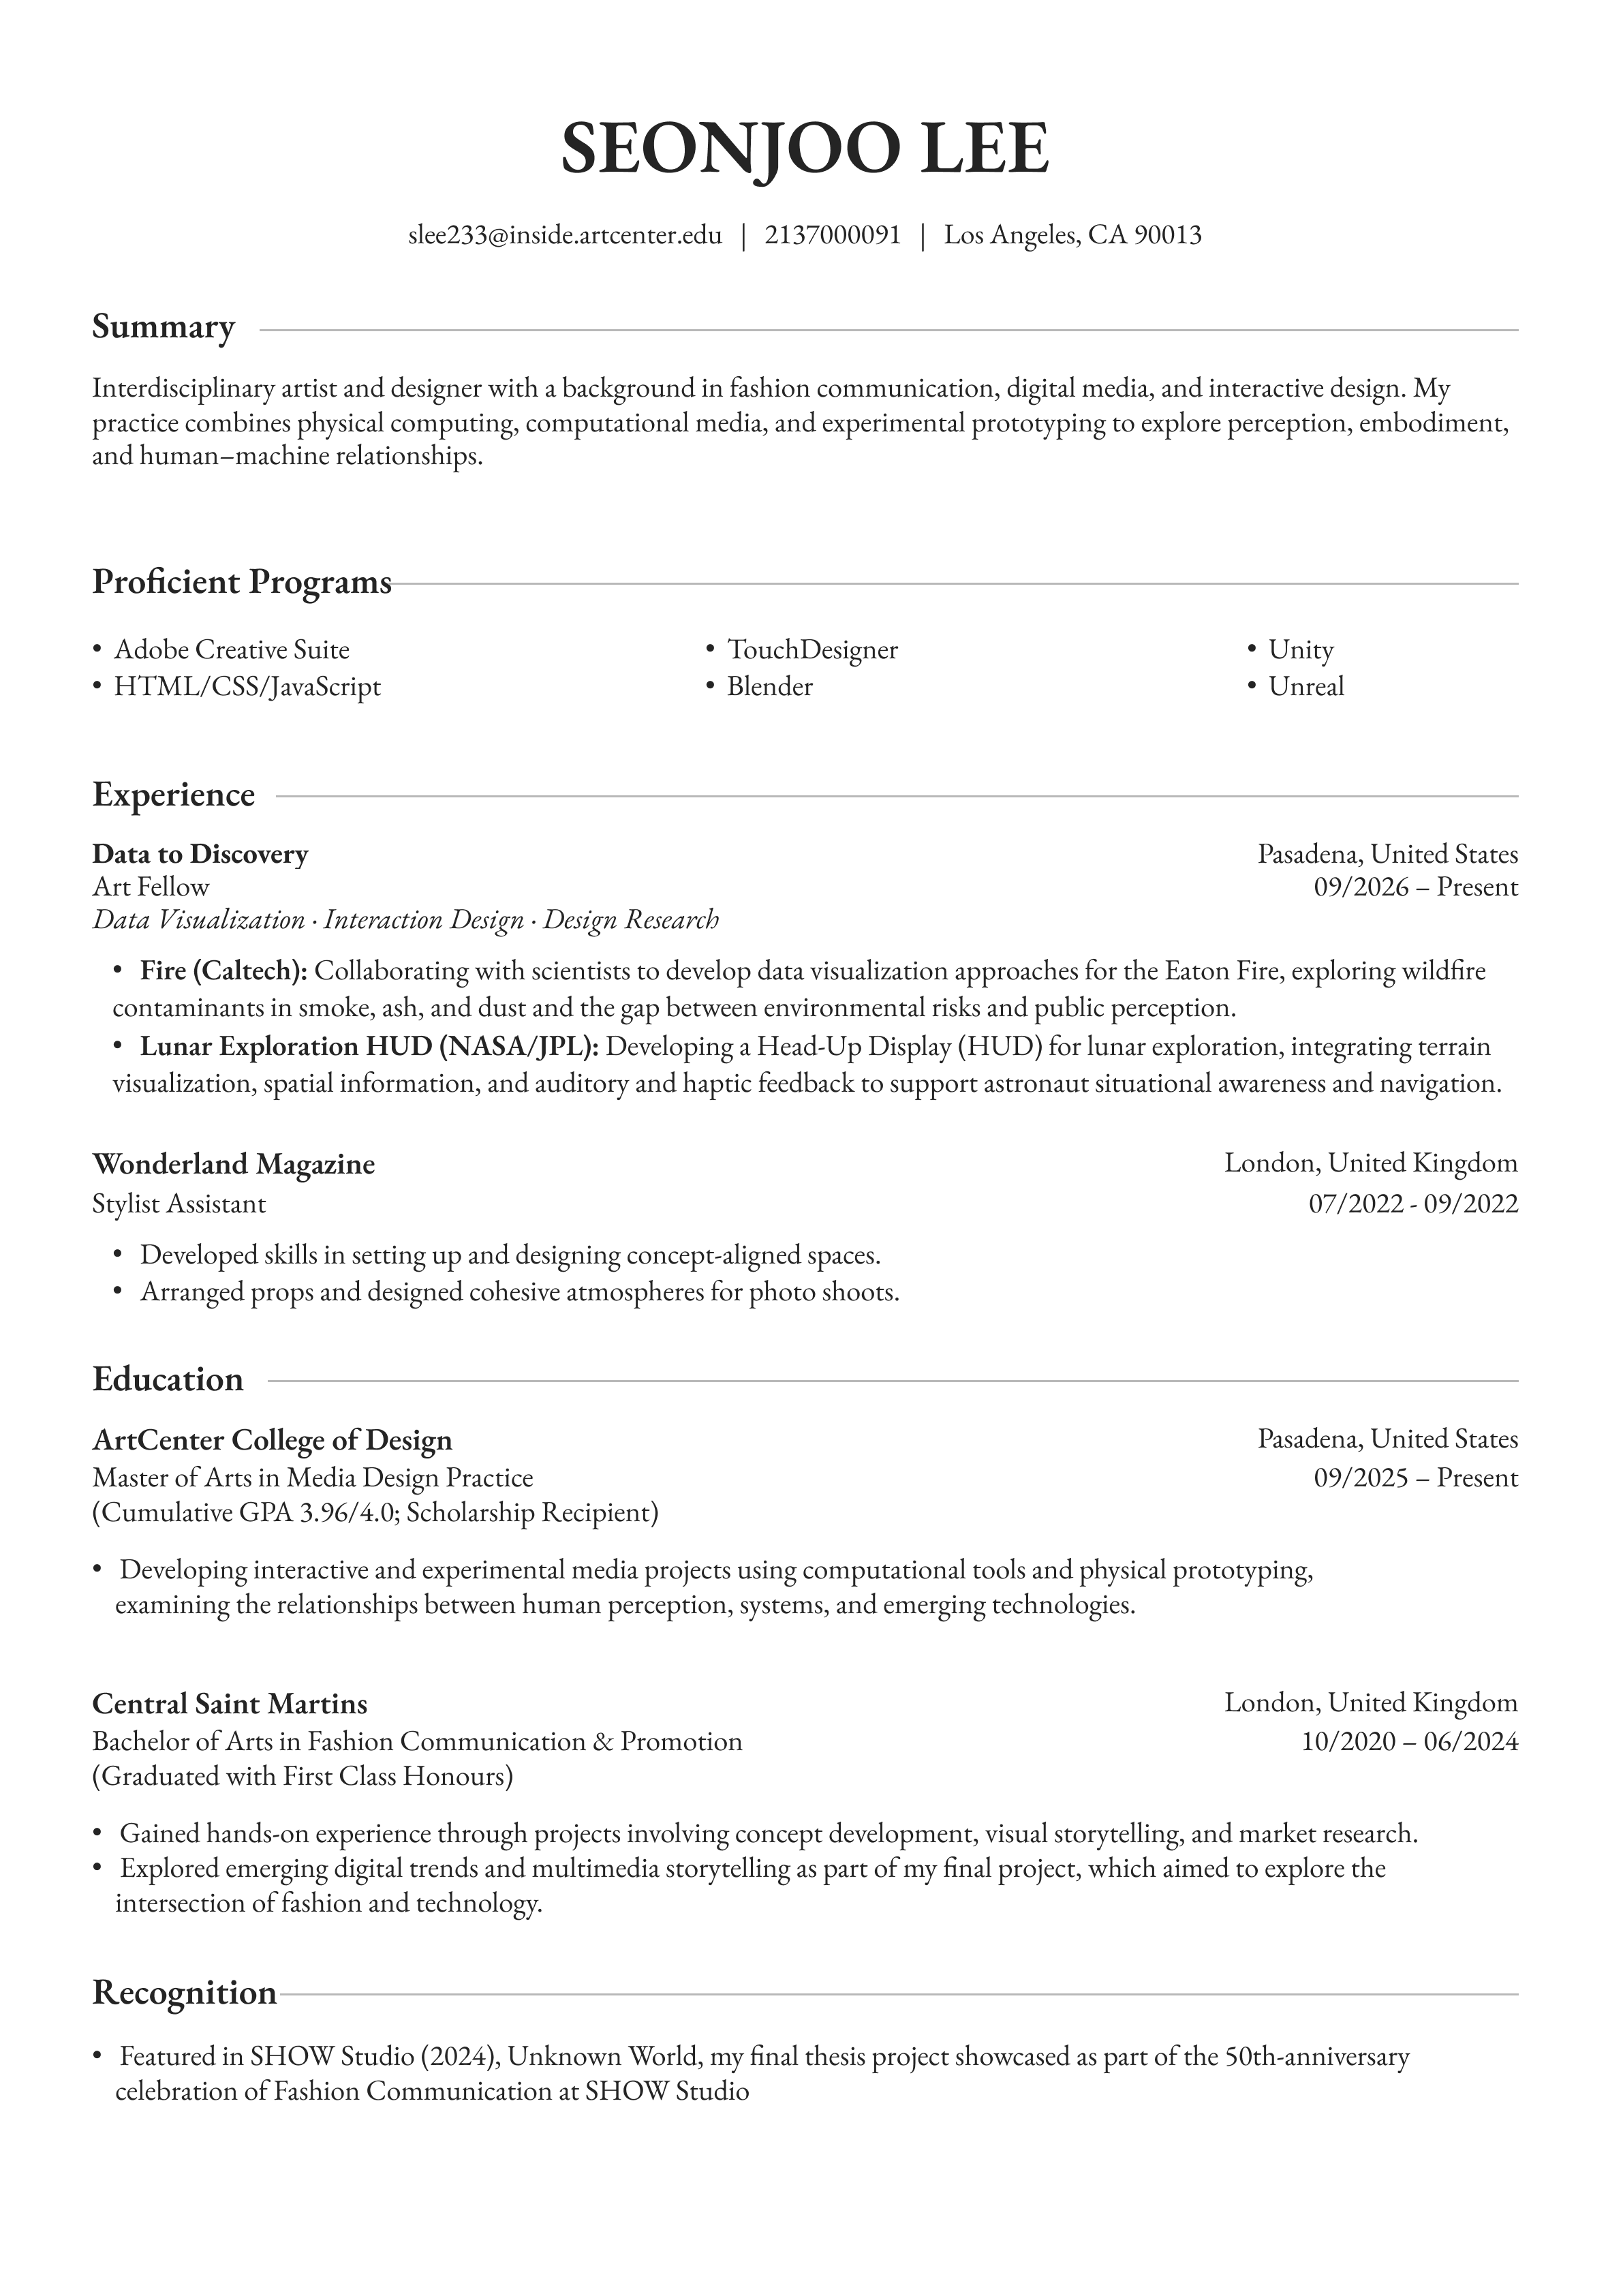 SEONJOO LEE
slee233@inside.artcenter.edu | 2137000091 | Los Angeles, CA 90013
Summary
Interdisciplinary artist and designer with a background in fashion communication, digital media, and interactive design. My
practice combines physical computing, computational media, and experimental prototyping to explore perception, embodiment,
and human–machine relationships.
Proficient Programs
• Adobe Creative Suite
• HTML/CSS/JavaScript
• TouchDesigner
• Blender
• Unity
• Unreal
Experience
Data to Discovery Pasadena, United States
Art Fellow 09/2026 – Present
Data Visualization · Interaction Design · Design Research
• Fire (Caltech): Collaborating with scientists to develop data visualization approaches for the Eaton Fire, exploring wildfire
contaminants in smoke, ash, and dust and the gap between environmental risks and public perception.
• Lunar Exploration HUD (NASA/JPL): Developing a Head-Up Display (HUD) for lunar exploration, integrating terrain
visualization, spatial information, and auditory and haptic feedback to support astronaut situational awareness and navigation.
Wonderland Magazine London, United Kingdom
Stylist Assistant 07/2022 - 09/2022
• Developed skills in setting up and designing concept-aligned spaces.
• Arranged props and designed cohesive atmospheres for photo shoots.
Education
ArtCenter College of Design Pasadena, United States
Master of Arts in Media Design Practice 09/2025 – Present
(Cumulative GPA 3.96/4.0; Scholarship Recipient)
• Developing interactive and experimental media projects using computational tools and physical prototyping,
examining the relationships between human perception, systems, and emerging technologies.
Central Saint Martins London, United Kingdom
Bachelor of Arts in Fashion Communication & Promotion 10/2020 – 06/2024
(Graduated with First Class Honours)
• Gained hands-on experience through projects involving concept development, visual storytelling, and market research.
• Explored emerging digital trends and multimedia storytelling as part of my final project, which aimed to explore the
intersection of fashion and technology.
Recognition
• Featured in SHOW Studio (2024), Unknown World, my final thesis project showcased as part of the 50th-anniversary
celebration of Fashion Communication at SHOW Studio